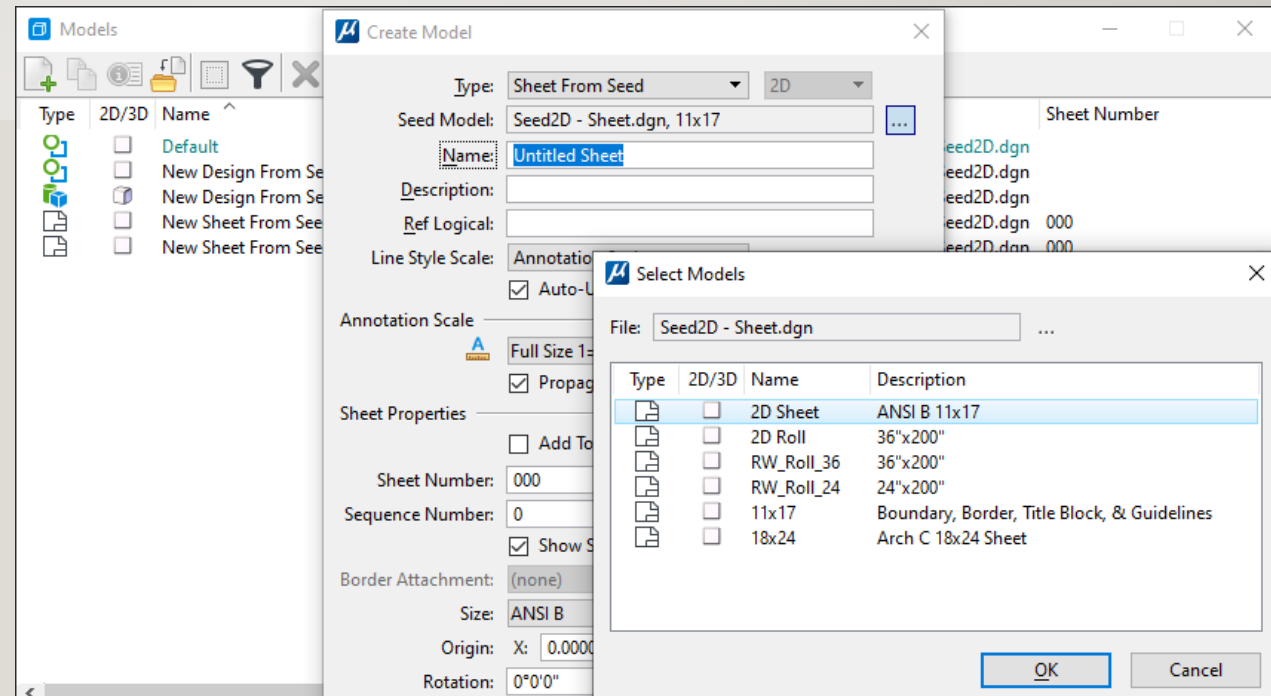 Models
Type 2D/3D Name Sheet Number
Default eed2D.dgn
New Design From Se eed2D.dgn
New Design From Se eed2D.dgn
New Sheet From See eed2D.dgn 000
New Sheet From See eed2D.dgn 000
Create Model
Type: Sheet From Seed 2D
Seed Model: Seed2D - Sheet.dgn, 11x17 ...
Name: Untitled Sheet
Description:
Ref Logical:
Line Style Scale: Annotatio
Auto-U
Annotation Scale
A
Full Size 1=
Propag
Sheet Properties
Add To
Sheet Number: 000
Sequence Number: 0
Show S
Border Attachment: (none)
Size: ANSI B
Origin: X: 0.0000
Rotation: 0°0'0"
Select Models
File: Seed2D - Sheet.dgn ...
Type 2D/3D Name Description
2D Sheet ANSI B 11x17
2D Roll 36"x200"
RW_Roll_36 36"x200"
RW_Roll_24 24"x200"
11x17 Boundary, Border, Title Block, & Guidelines
18x24 Arch C 18x24 Sheet
OK Cancel